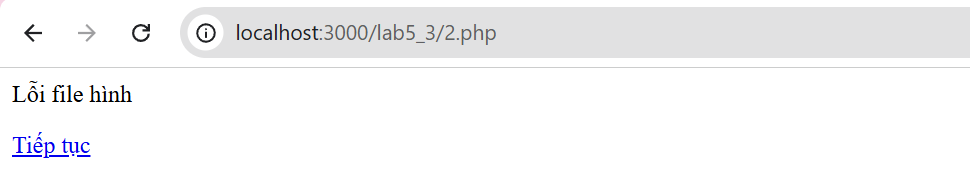 localhost:3000/lab5_3/2.php
Lỗi file hình
Tiếp tục